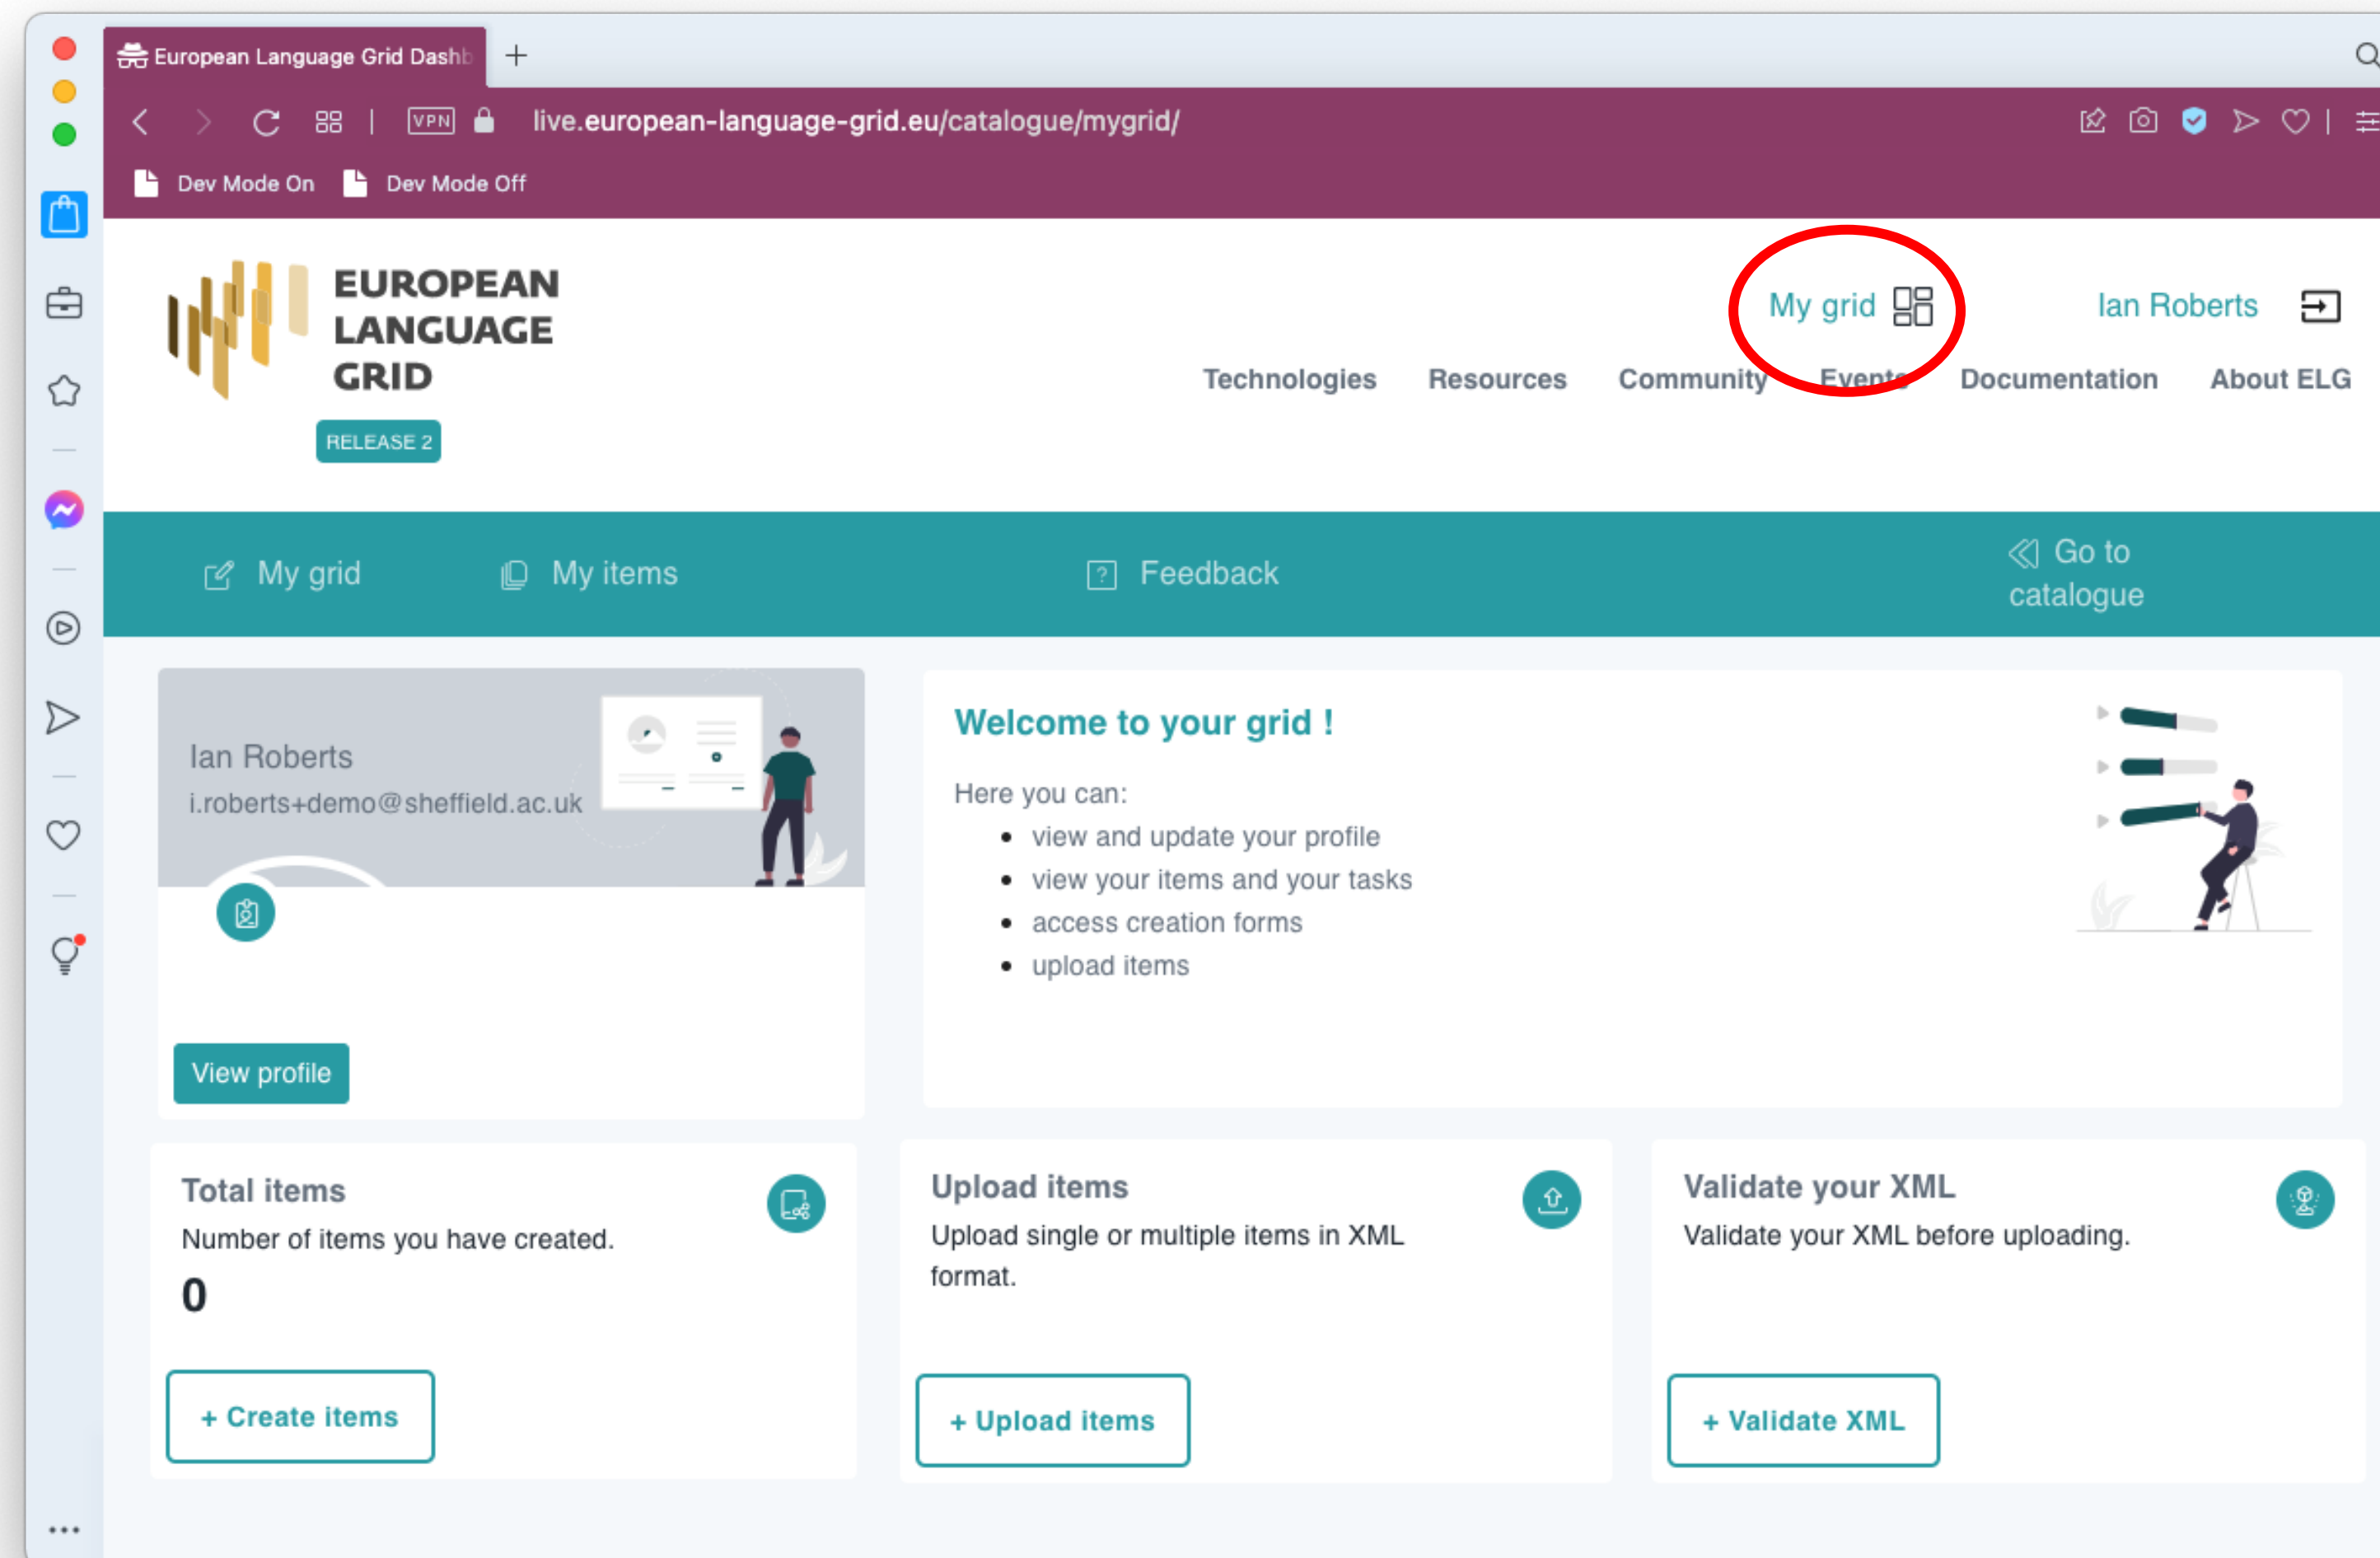 European Language Grid Dashb
VPN live.european-language-grid.eu/catalogue/mygrid/
Dev Mode On Dev Mode Off
EUROPEAN
LANGUAGE
GRID
RELEASE 2
My grid Ian Roberts
Technologies Resources Community Events Documentation About ELG
My grid My items Feedback Go to
catalogue
Ian Roberts
i.roberts+demo@sheffield.ac.uk
View profile
Welcome to your grid !
Here you can:
• view and update your profile
• view your items and your tasks
• access creation forms
• upload items
Total items
Number of items you have created.
0
+ Create items
Upload items
Upload single or multiple items in XML
format.
+ Upload items
Validate your XML
Validate your XML before uploading.
+ Validate XML